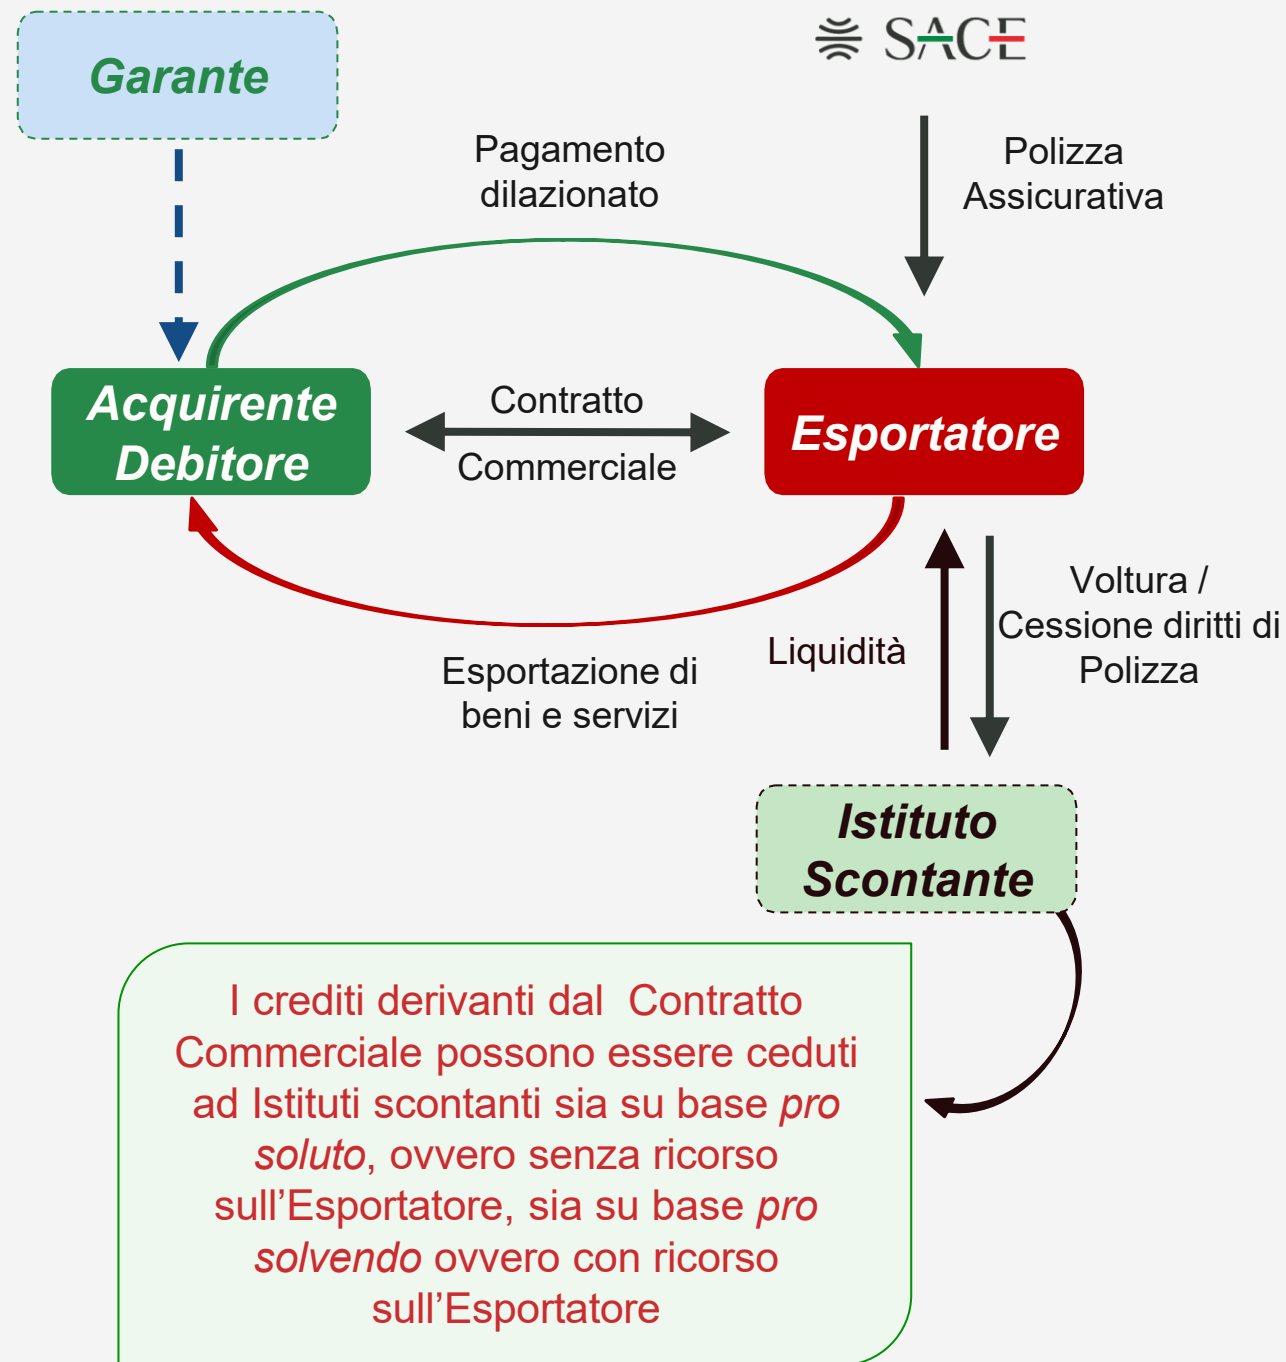 Garante
SACE
Pagamento
dilazionato
Polizza
Assicurativa
Acquirente
Debitore
Contratto
Commerciale
Esportatore
Esportazione di
beni e servizi
Liquidità
Voltura /
Cessione diritti di
Polizza
Istituto
Scontante
I crediti derivanti dal  Contratto
Commerciale possono essere ceduti
ad Istituti scontanti sia su base pro
soluto, ovvero senza ricorso
sull’Esportatore, sia su base pro
solvendo ovvero con ricorso
sull’Esportatore